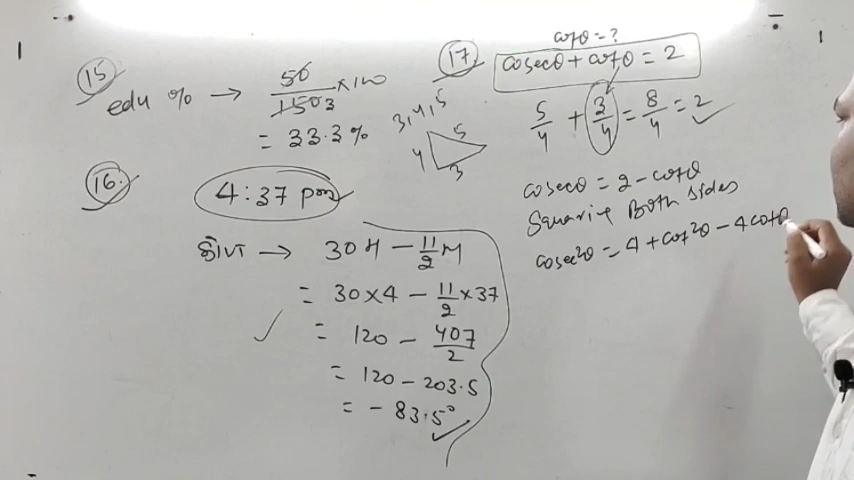 15
edu % → 50/1503 × 100
= 33.3%
16.
4:37 pm
કોણ → 30H – 11/2 M
= 30×4 – 11/2 × 37
= 120 – 407/2
= 120 – 203.5
= – 83.5°
17.
cotθ = ?
cosecθ + cotθ = 2
3,4,5
5
4
3
5/4 + 3/4 = 8/4 = 2
cosecθ = 2 – cotθ
Squaring Both sides
cosec²θ = 4 + cot²θ – 4cotθ